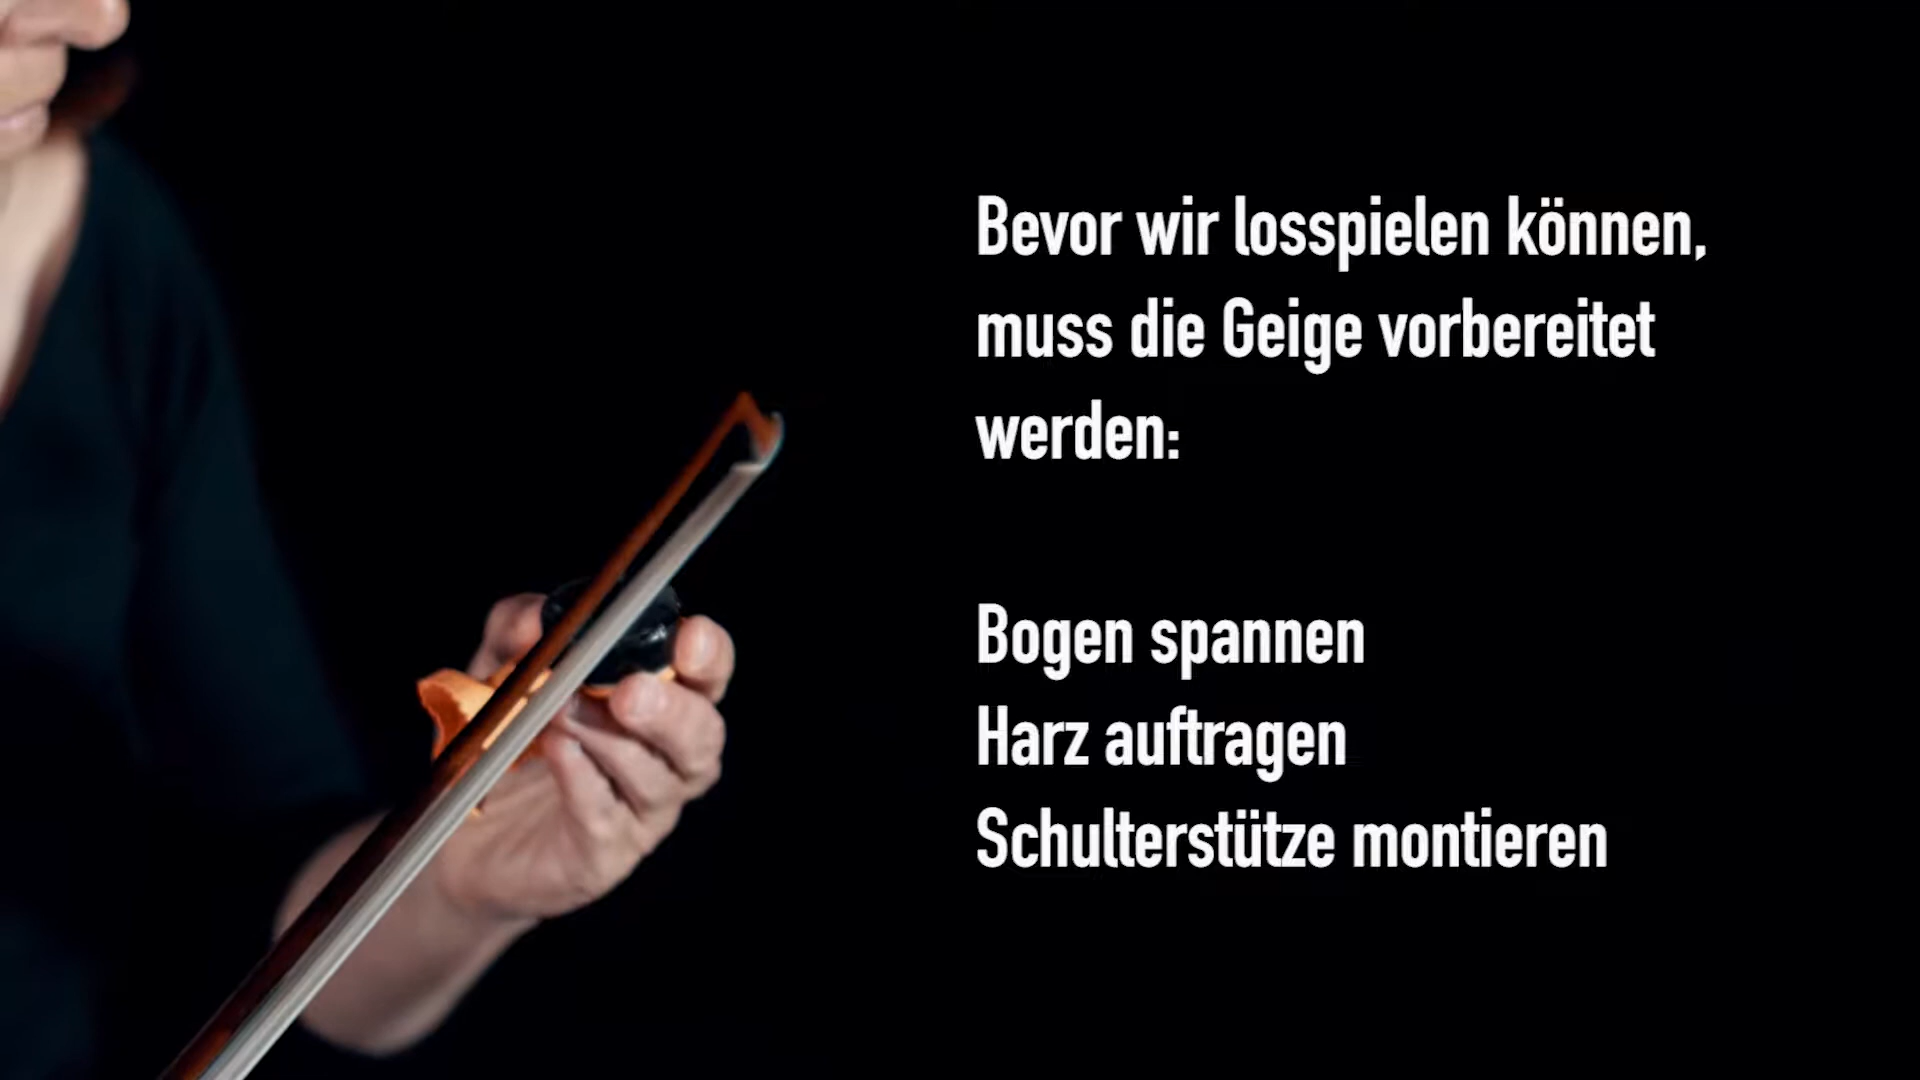 Bevor wir losspielen können,
muss die Geige vorbereitet
werden:
Bogen spannen
Harz auftragen
Schulterstütze montieren